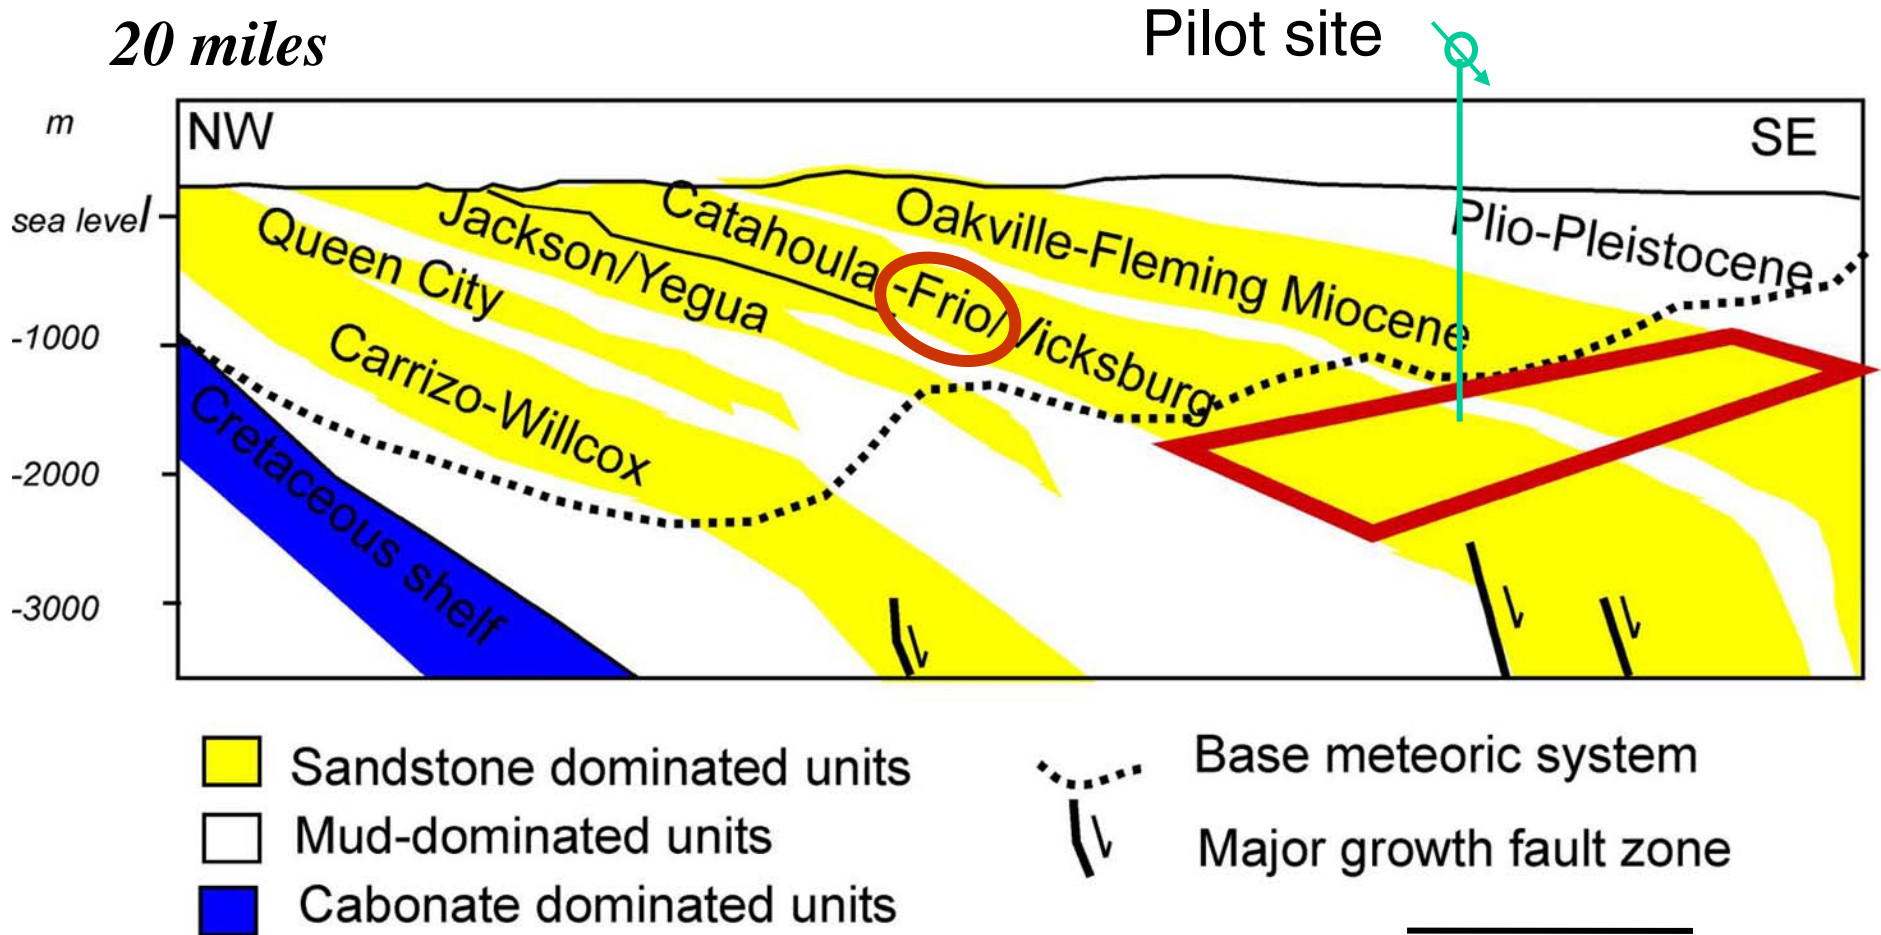 20 miles
Pilot site
m
NW
SE
sea level
Queen City
Jackson/Yegua
Catahoula-Frio/Vicksburg
Oakville-Fleming Miocene
Plio-Pleistocene
-1000
Carrizo-Willcox
Cretaceous shelf
-2000
-3000
Sandstone dominated units
Base meteoric system
Mud-dominated units
Major growth fault zone
Cabonate dominated units